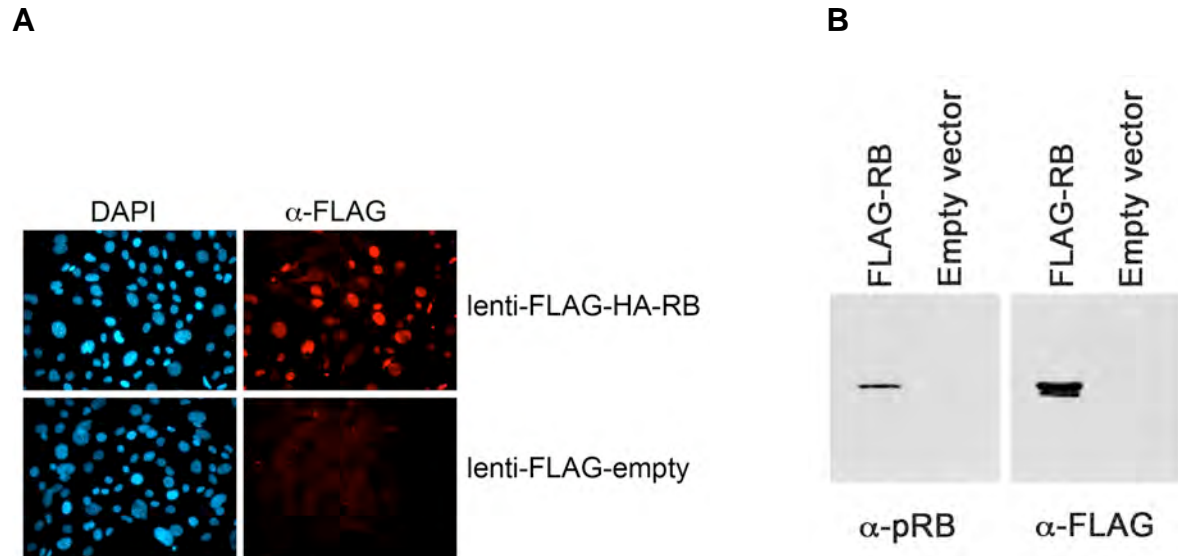 A
DAPI
α-FLAG
lenti-FLAG-HA-RB
lenti-FLAG-empty
B
FLAG-RB
Empty vector
FLAG-RB
Empty vector
α-pRB
α-FLAG